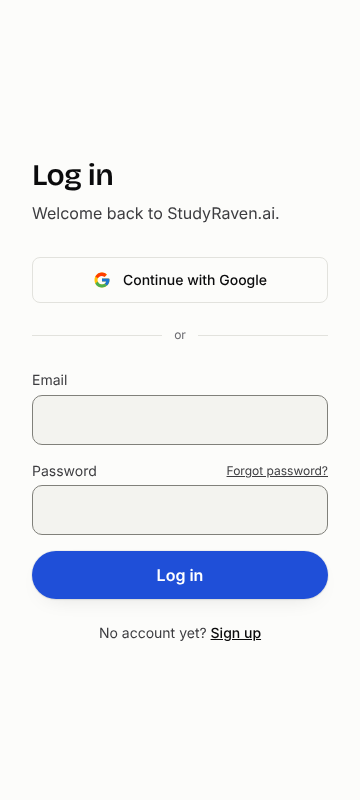 Log in
Welcome back to StudyRaven.ai.
Continue with Google
or
Email
Password Forgot password?
Log in
No account yet? Sign up